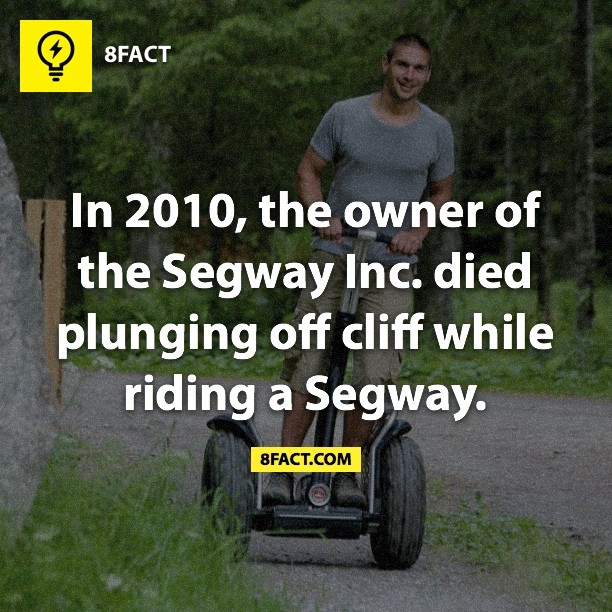 8FACT
In 2010, the owner of
the Segway Inc. died
plunging off cliff while
riding a Segway.
8FACT.COM